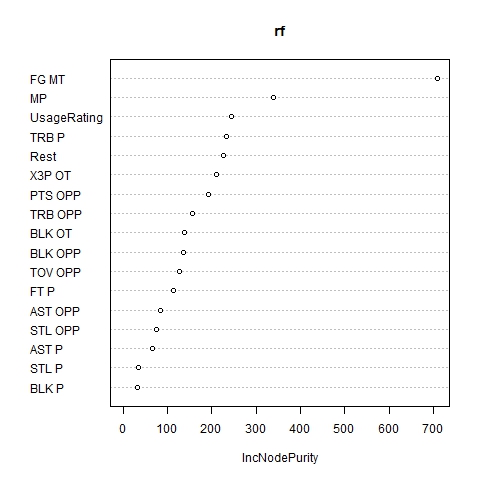 rf
FG MT
MP
UsageRating
TRB P
Rest
X3P OT
PTS OPP
TRB OPP
BLK OT
BLK OPP
TOV OPP
FT P
AST OPP
STL OPP
AST P
STL P
BLK P
0 100 200 300 400 500 600 700
IncNodePurity